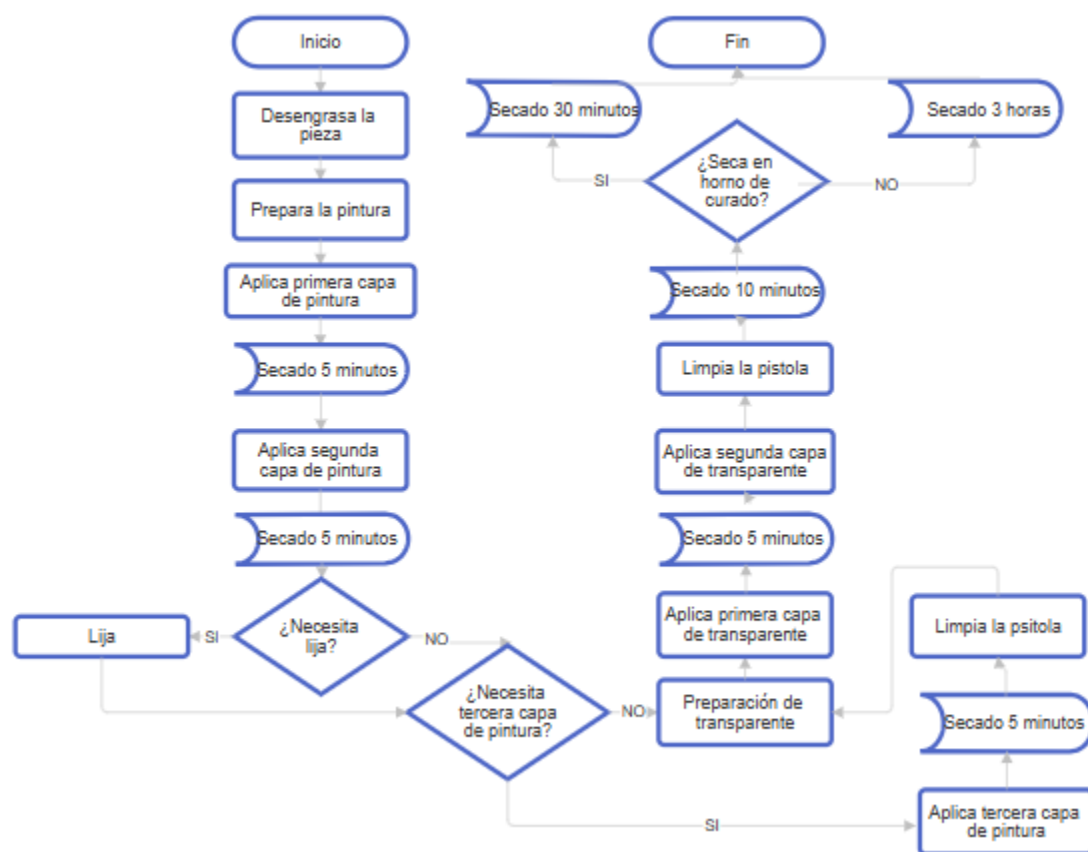 Inicio
Desengrasa la
pieza
Prepara la pintura
Aplica primera capa
de pintura
Secado 5 minutos
Aplica segunda
capa de pintura
Secado 5 minutos
¿Necesita
lija?
SI
Lija
NO
¿Necesita
tercera capa
de pintura?
SI
Aplica tercera capa
de pintura
Secado 5 minutos
Limpia la psitola
NO
Preparación de
transparente
Aplica primera capa
de transparente
Secado 5 minutos
Aplica segunda capa
de transparente
Limpia la pistola
Secado 10 minutos
¿Seca en
horno de
curado?
SI
Secado 30 minutos
NO
Secado 3 horas
Fin